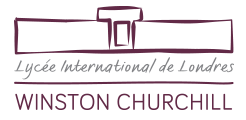 Lycée International de Londres
WINSTON CHURCHILL